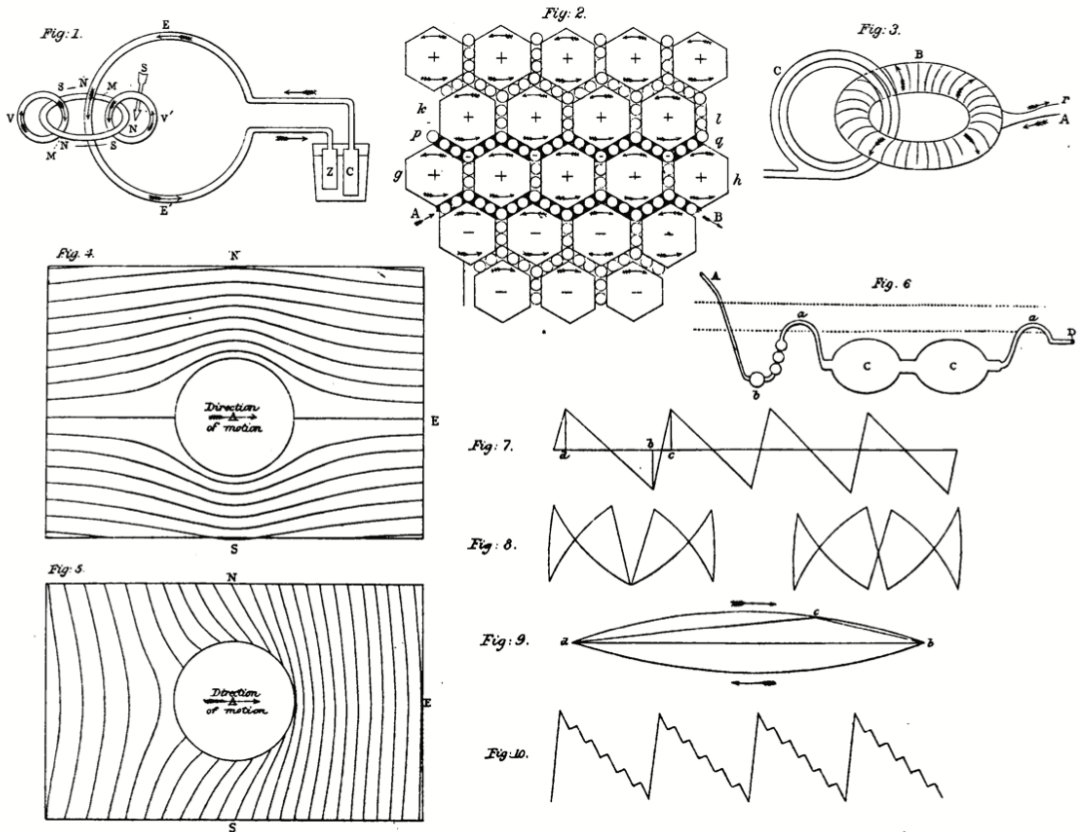 Fig: 1.
E
S
N
M
S
V
N
V'
M
N
S
Z
C
E'
Fig: 2.
+ + + + +
k + + + l
p
q
g + + + + + h
A
B
− − − +
− − −
Fig: 3.
C
B
r
A
Fig. 4.
N
Direction
A
of motion
E
S
Fig: 5.
N
Direction
A
of motion
E
S
Fig. 6
A
a
a
D
b
C
C
Fig: 7.
a
b
c
Fig: 8.
Fig: 9.
a
c
b
Fig: 10.